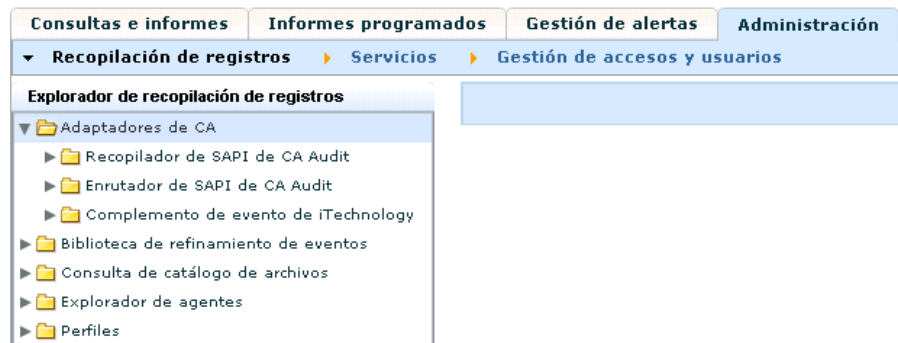 Consultas e informes Informes programados Gestión de alertas Administración
Recopilación de registros Servicios Gestión de accesos y usuarios
Explorador de recopilación de registros
Adaptadores de CA
Recopilador de SAPI de CA Audit
Enrutador de SAPI de CA Audit
Complemento de evento de iTechnology
Biblioteca de refinamiento de eventos
Consulta de catálogo de archivos
Explorador de agentes
Perfiles